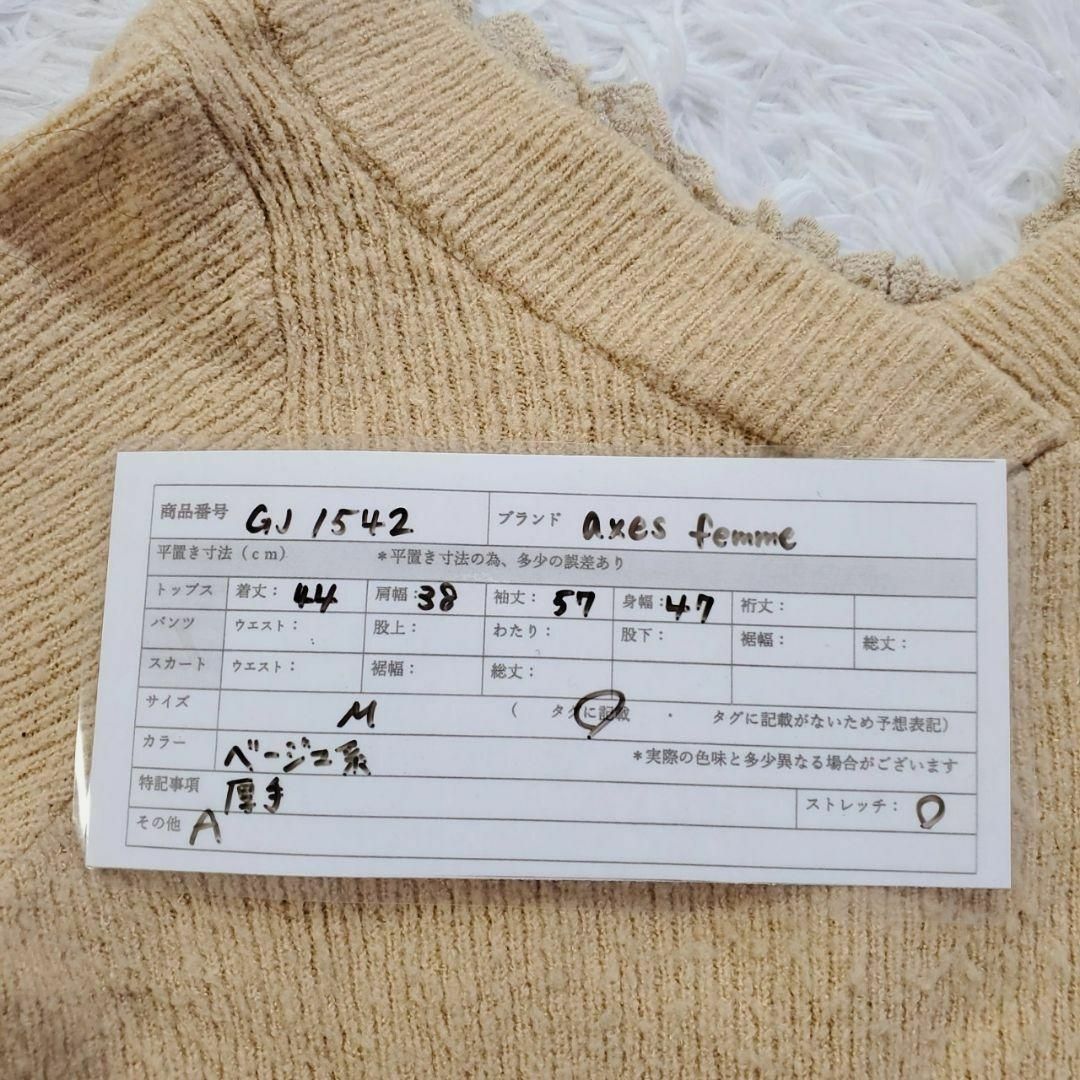 商品番号 GJ 1542 ブランド axes femme
平置き寸法（cm） ＊平置き寸法の為、多少の誤差あり
トップス 着丈： 44 肩幅：38 袖丈： 57 身幅：47 裄丈：
パンツ ウエスト： 股上： わたり： 股下： 裾幅： 総丈：
スカート ウエスト： 裾幅： 総丈：
サイズ M （ タグに記載 ・ タグに記載がないため予想表記）
カラー ベージュ系 ＊実際の色味と多少異なる場合がございます
特記事項 厚手 ストレッチ： ○
その他 A